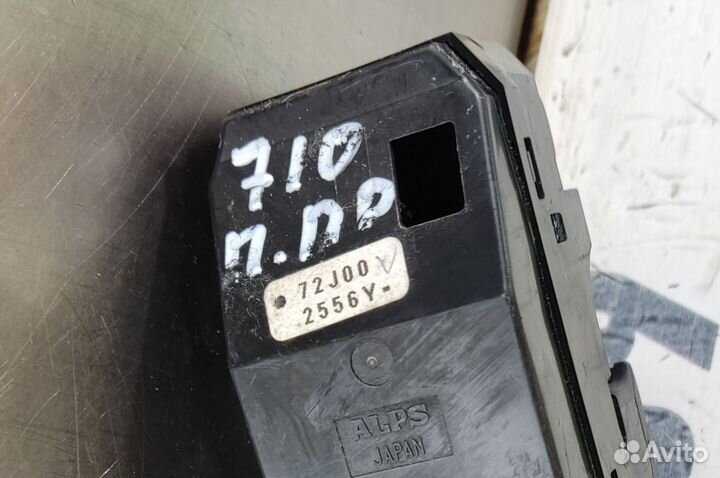 710
П.ПР
72J00
2556Y-
ALPS
JAPAN
Avito